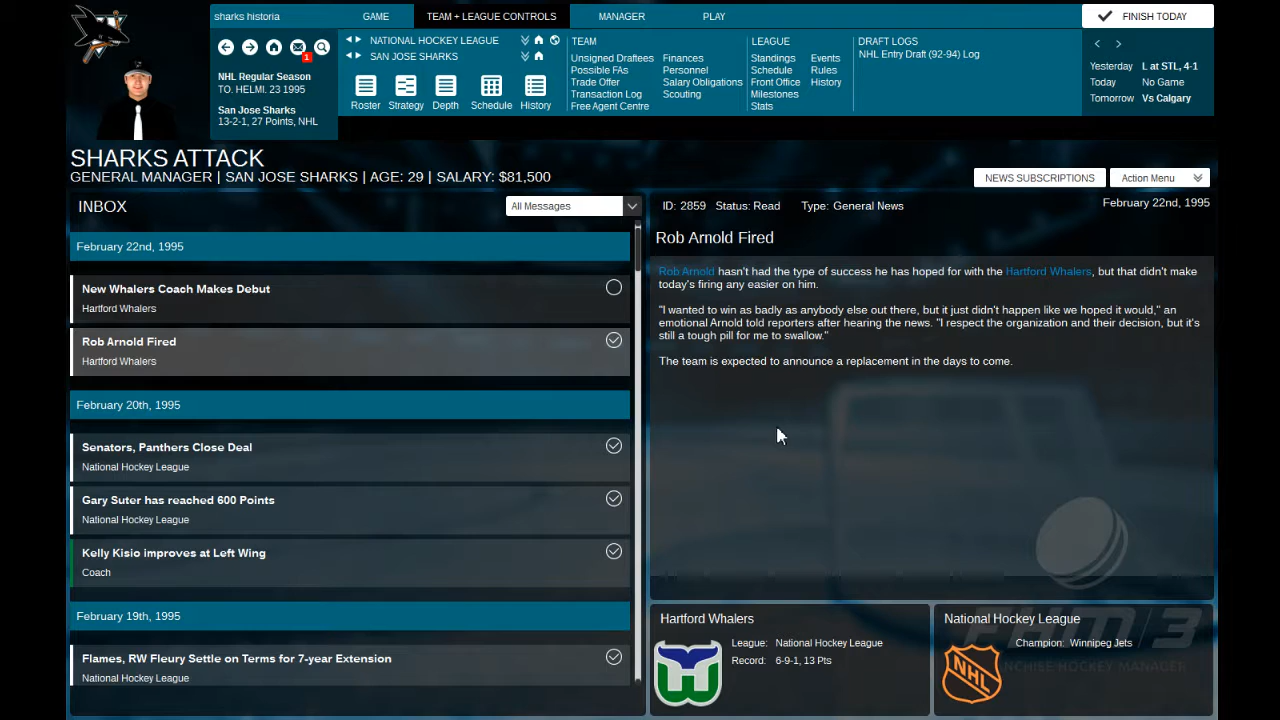 sharks historia
GAME
TEAM + LEAGUE CONTROLS
MANAGER
PLAY
FINISH TODAY
1
NHL Regular Season
TO. HELMI. 23 1995
San Jose Sharks
13-2-1, 27 Points, NHL
NATIONAL HOCKEY LEAGUE
SAN JOSE SHARKS
Roster
Strategy
Depth
Schedule
History
TEAM
Unsigned Draftees
Finances
Possible FAs
Personnel
Trade Offer
Salary Obligations
Transaction Log
Scouting
Free Agent Centre
LEAGUE
Standings
Events
Schedule
Rules
Front Office
History
Milestones
Stats
DRAFT LOGS
NHL Entry Draft (92-94) Log
Yesterday L at STL, 4-1
Today No Game
Tomorrow Vs Calgary
SHARKS ATTACK
GENERAL MANAGER | SAN JOSE SHARKS | AGE: 29 | SALARY: $81,500
NEWS SUBSCRIPTIONS
Action Menu
INBOX
All Messages
February 22nd, 1995
New Whalers Coach Makes Debut
Hartford Whalers
Rob Arnold Fired
Hartford Whalers
February 20th, 1995
Senators, Panthers Close Deal
National Hockey League
Gary Suter has reached 600 Points
National Hockey League
Kelly Kisio improves at Left Wing
Coach
February 19th, 1995
Flames, RW Fleury Settle on Terms for 7-year Extension
National Hockey League
ID: 2859 Status: Read Type: General News
February 22nd, 1995
Rob Arnold Fired
Rob Arnold hasn't had the type of success he has hoped for with the Hartford Whalers, but that didn't make
today's firing any easier on him.
"I wanted to win as badly as anybody else out there, but it just didn't happen like we hoped it would," an
emotional Arnold told reporters after hearing the news. "I respect the organization and their decision, but it's
still a tough pill for me to swallow."
The team is expected to announce a replacement in the days to come.
Hartford Whalers
League: National Hockey League
Record: 6-9-1, 13 Pts
National Hockey League
Champion: Winnipeg Jets
NHL
FHM/3
NCHISE HOCKEY MANAGER